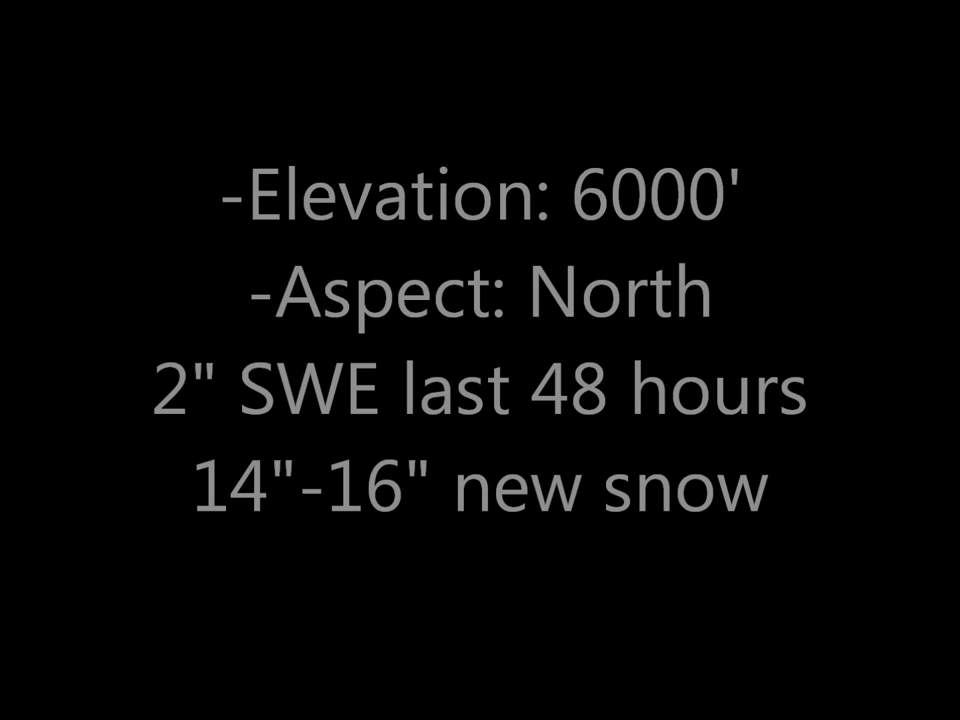 -Elevation: 6000'
-Aspect: North
2" SWE last 48 hours
14"-16" new snow